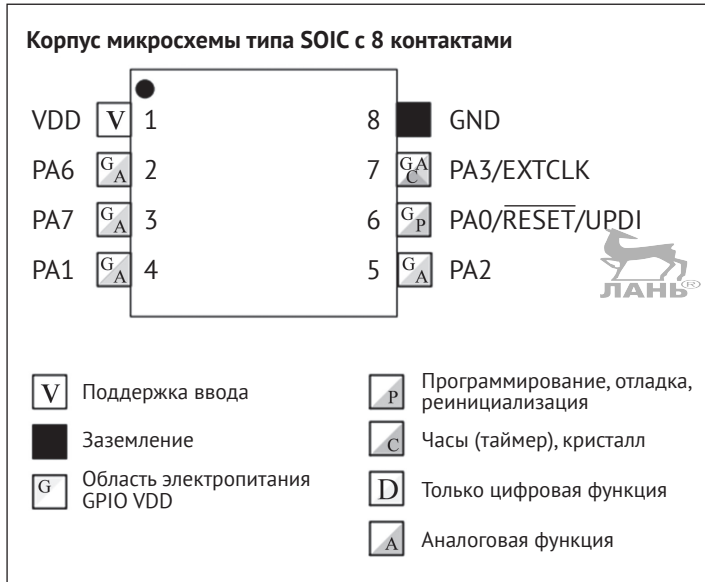 Корпус микросхемы типа SOIC с 8 контактами
VDD V 1 8 GND
PA6 G A 2 7 G A C PA3/EXTCLK
PA7 G A 3 6 G P PA0/RESET/UPDI
PA1 G A 4 5 G A PA2
ЛАНЬ®
V Поддержка ввода
Заземление
G Область электропитания
GPIO VDD
P Программирование, отладка,
реинициализация
C Часы (таймер), кристалл
D Только цифровая функция
A Аналоговая функция